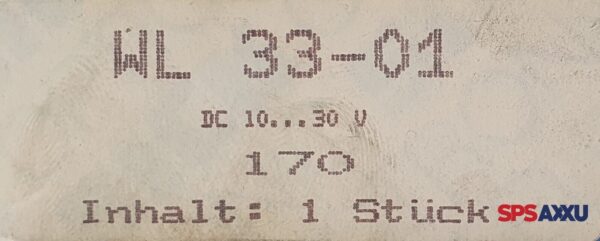 WL 33-01
DC 10...30 V
170
Inhalt: 1 Stück SPSAXXU